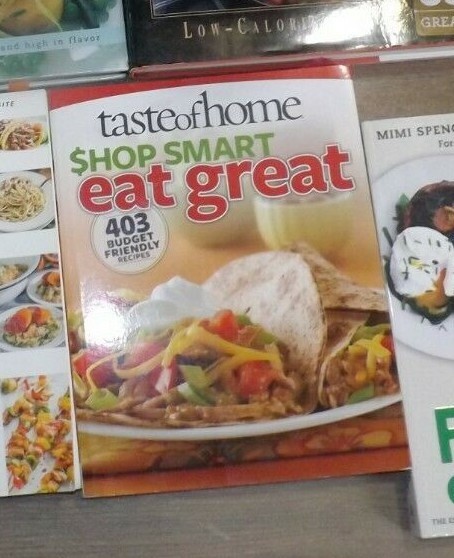 and high in flavor
LOW-CALORI
GREA
tasteofhome
$HOP SMART
eat great
403
BUDGET
FRIENDLY
RECIPES
MIMI SPENC
For